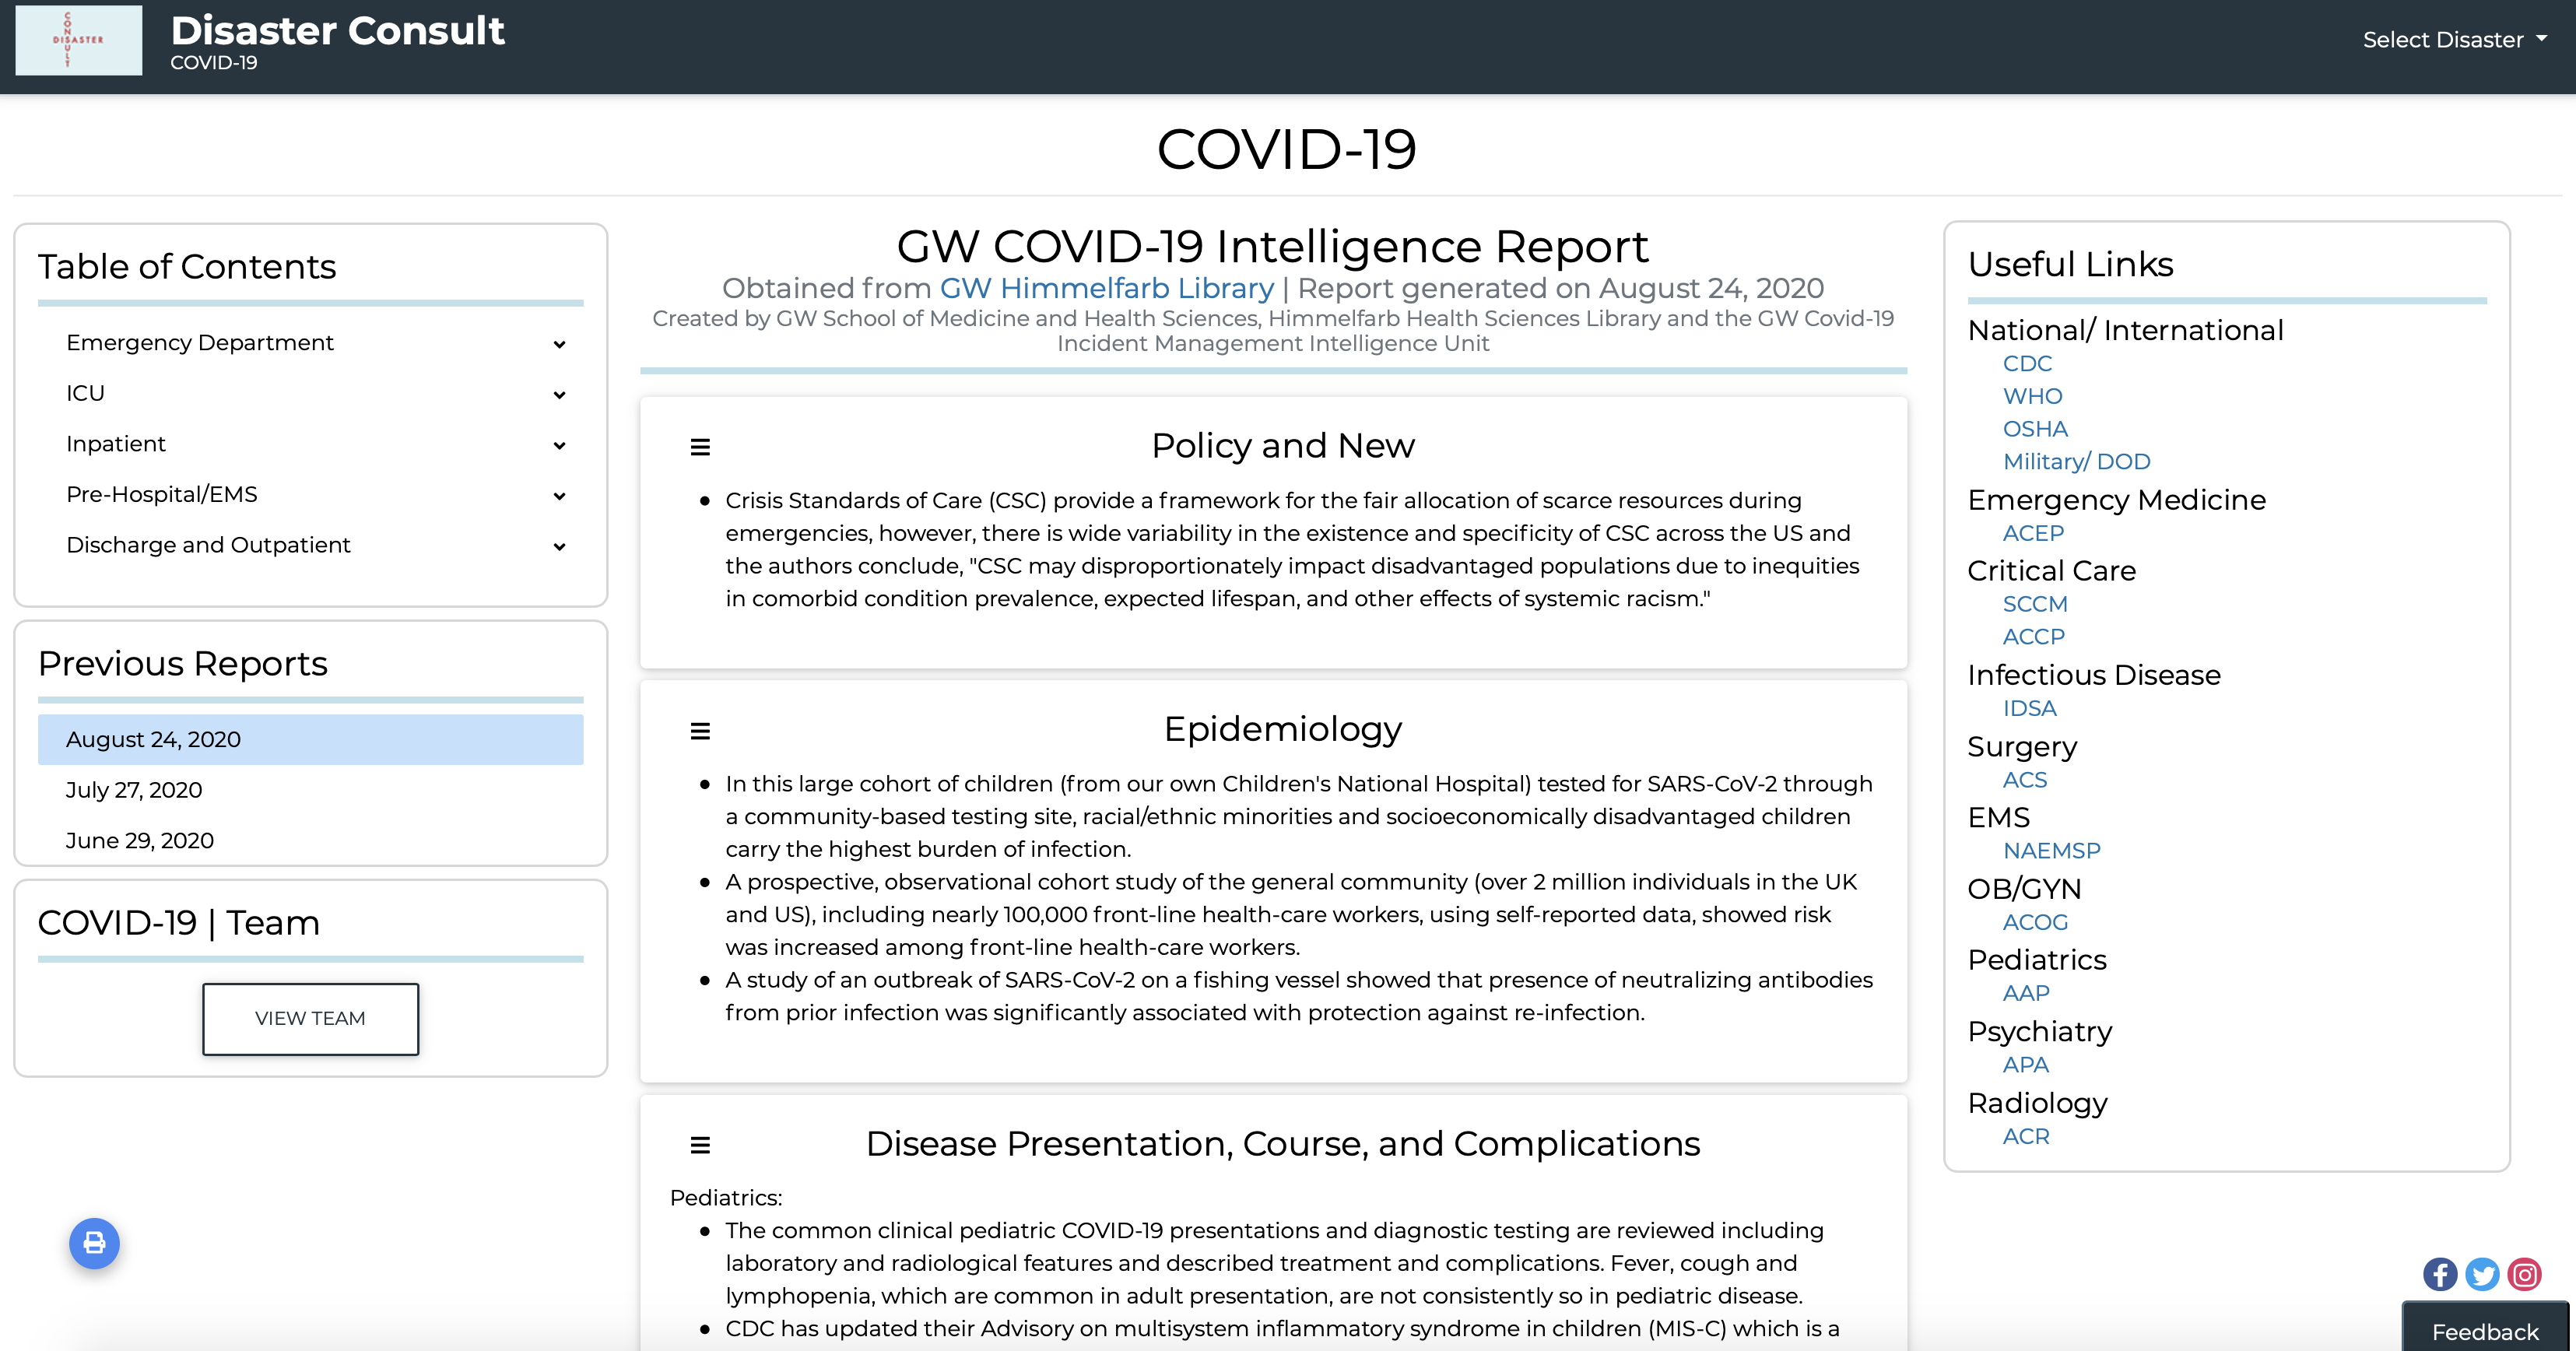 CONSULT
DISASTER
Disaster Consult
COVID-19
Select Disaster
COVID-19
Table of Contents
Emergency Department
ICU
Inpatient
Pre-Hospital/EMS
Discharge and Outpatient
Previous Reports
August 24, 2020
July 27, 2020
June 29, 2020
COVID-19 | Team
VIEW TEAM
GW COVID-19 Intelligence Report
Obtained from GW Himmelfarb Library | Report generated on August 24, 2020
Created by GW School of Medicine and Health Sciences, Himmelfarb Health Sciences Library and the GW Covid-19
Incident Management Intelligence Unit
Policy and New
Crisis Standards of Care (CSC) provide a framework for the fair allocation of scarce resources during
emergencies, however, there is wide variability in the existence and specificity of CSC across the US and
the authors conclude, "CSC may disproportionately impact disadvantaged populations due to inequities
in comorbid condition prevalence, expected lifespan, and other effects of systemic racism."
Epidemiology
In this large cohort of children (from our own Children's National Hospital) tested for SARS-CoV-2 through
a community-based testing site, racial/ethnic minorities and socioeconomically disadvantaged children
carry the highest burden of infection.
A prospective, observational cohort study of the general community (over 2 million individuals in the UK
and US), including nearly 100,000 front-line health-care workers, using self-reported data, showed risk
was increased among front-line health-care workers.
A study of an outbreak of SARS-CoV-2 on a fishing vessel showed that presence of neutralizing antibodies
from prior infection was significantly associated with protection against re-infection.
Disease Presentation, Course, and Complications
Pediatrics:
The common clinical pediatric COVID-19 presentations and diagnostic testing are reviewed including
laboratory and radiological features and described treatment and complications. Fever, cough and
lymphopenia, which are common in adult presentation, are not consistently so in pediatric disease.
CDC has updated their Advisory on multisystem inflammatory syndrome in children (MIS-C) which is a
Useful Links
National/ International
CDC
WHO
OSHA
Military/ DOD
Emergency Medicine
ACEP
Critical Care
SCCM
ACCP
Infectious Disease
IDSA
Surgery
ACS
EMS
NAEMSP
OB/GYN
ACOG
Pediatrics
AAP
Psychiatry
APA
Radiology
ACR
Feedback